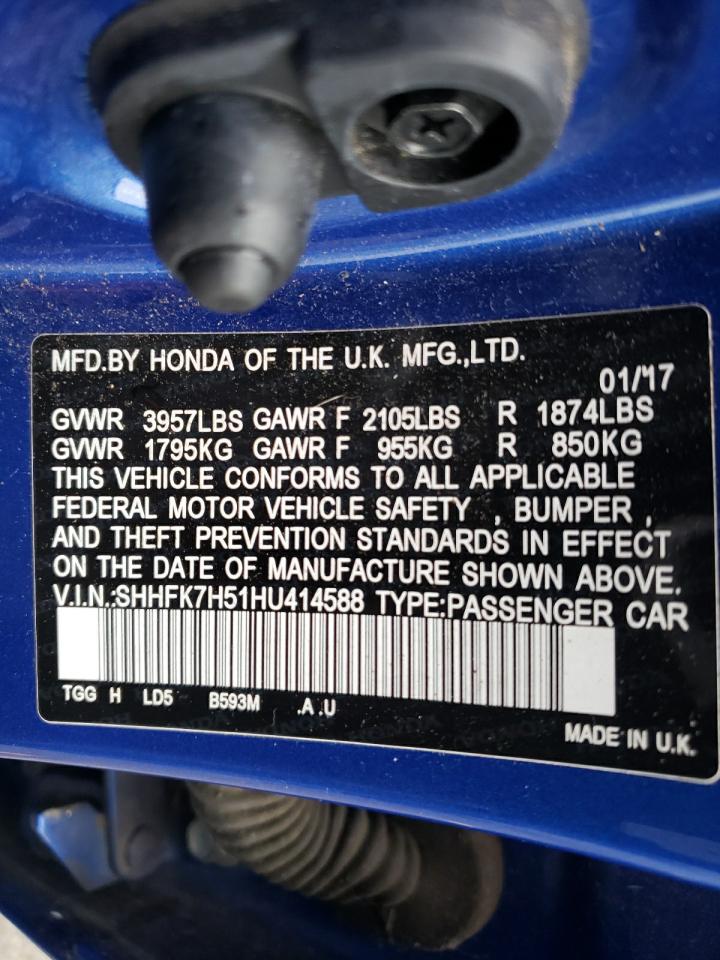 MFD.BY HONDA OF THE U.K. MFG.,LTD.
01/17
GVWR 3957LBS GAWR F 2105LBS R 1874LBS
GVWR 1795KG GAWR F 955KG R 850KG
THIS VEHICLE CONFORMS TO ALL APPLICABLE
FEDERAL MOTOR VEHICLE SAFETY , BUMPER ,
AND THEFT PREVENTION STANDARDS IN EFFECT
ON THE DATE OF MANUFACTURE SHOWN ABOVE.
V.I.N.:SHHFK7H51HU414588 TYPE:PASSENGER CAR
TGG H LD5 B593M .A .U
MADE IN U.K.